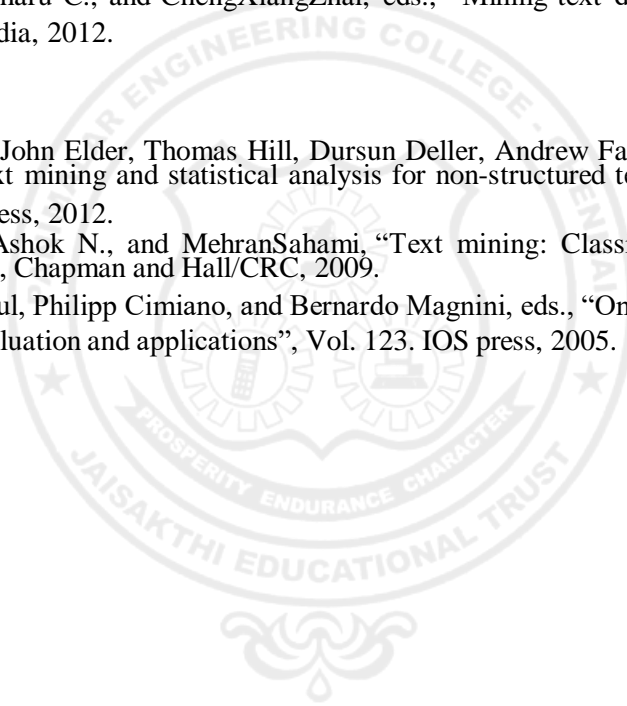 and ChengXiangZhai, eds., "Mining text
dia, 2012.
John Elder, Thomas Hill, Dursun Deller, Andrew Fa
xt mining and statistical analysis for non-structured te
ess, 2012.
Ashok N., and MehranSahami, “Text mining: Classi
, Chapman and Hall/CRC, 2009.
ul, Philipp Cimiano, and Bernardo Magnini, eds., “On
luation and applications”, Vol. 123. IOS press, 2005.
ENGINEERING COLLEGE
PROSPERITY ENDURANCE CHARACTER
JAISAKTHI EDUCATIONAL TRUST